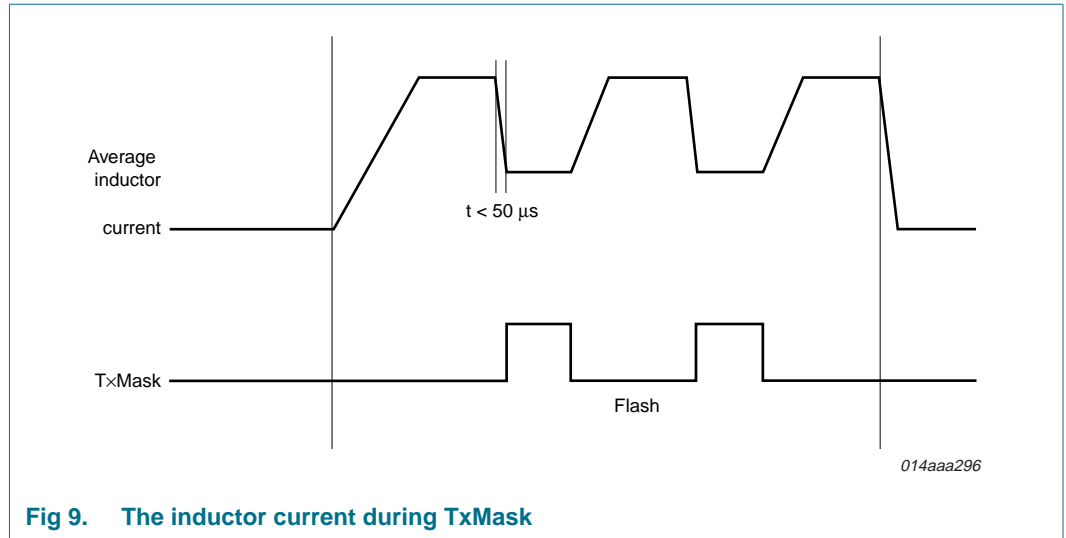 Average
inductor
current
t < 50 μs
T×Mask
Flash
014aaa296
Fig 9. The inductor current during TxMask